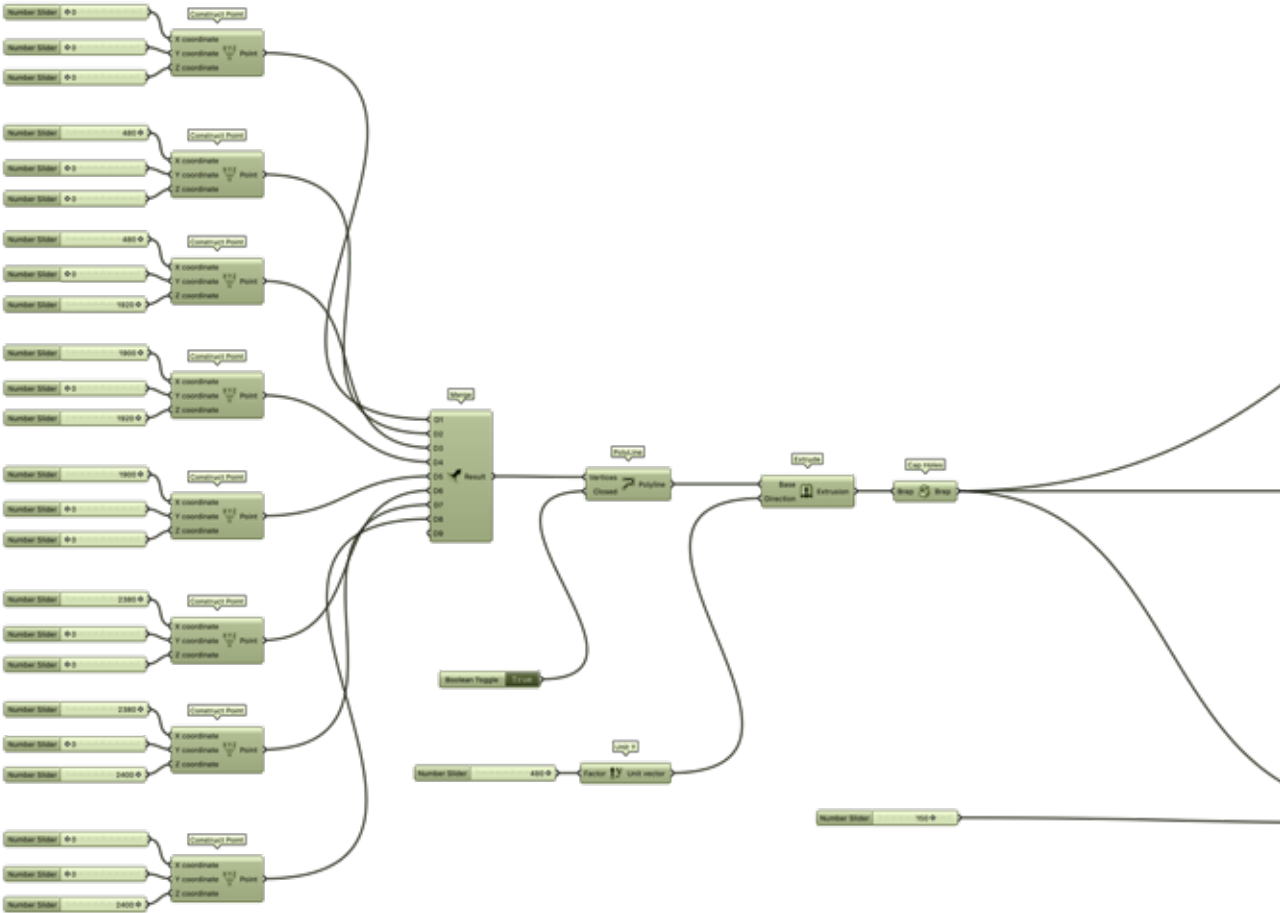 Number Slider 0
Construct Point
Number Slider 0
X coordinate
Y coordinate Point
Z coordinate
Number Slider 0
Number Slider 480
Construct Point
Number Slider 0
X coordinate
Y coordinate Point
Z coordinate
Number Slider 0
Number Slider 480
Construct Point
Number Slider 0
X coordinate
Y coordinate Point
Z coordinate
Number Slider 1920
Number Slider 1900
Construct Point
Number Slider 0
X coordinate
Y coordinate Point
Z coordinate
Number Slider 1920
Number Slider 1900
Construct Point
Number Slider 0
X coordinate
Y coordinate Point
Z coordinate
Number Slider 0
Number Slider 2380
Construct Point
Number Slider 0
X coordinate
Y coordinate Point
Z coordinate
Number Slider 0
Number Slider 2380
Construct Point
Number Slider 0
X coordinate
Y coordinate Point
Z coordinate
Number Slider 2400
Number Slider 0
Construct Point
Number Slider 0
X coordinate
Y coordinate Point
Z coordinate
Number Slider 2400
Merge
D1
D2
D3
D4
D5 Result
D6
D7
D8
D9
PolyLine
Vertices Polyline
Closed
Extrude
Base Extrusion
Direction
Cap Holes
Brep Brep
Boolean Toggle True
Unit Y
Number Slider 480
Factor Unit vector
Number Slider